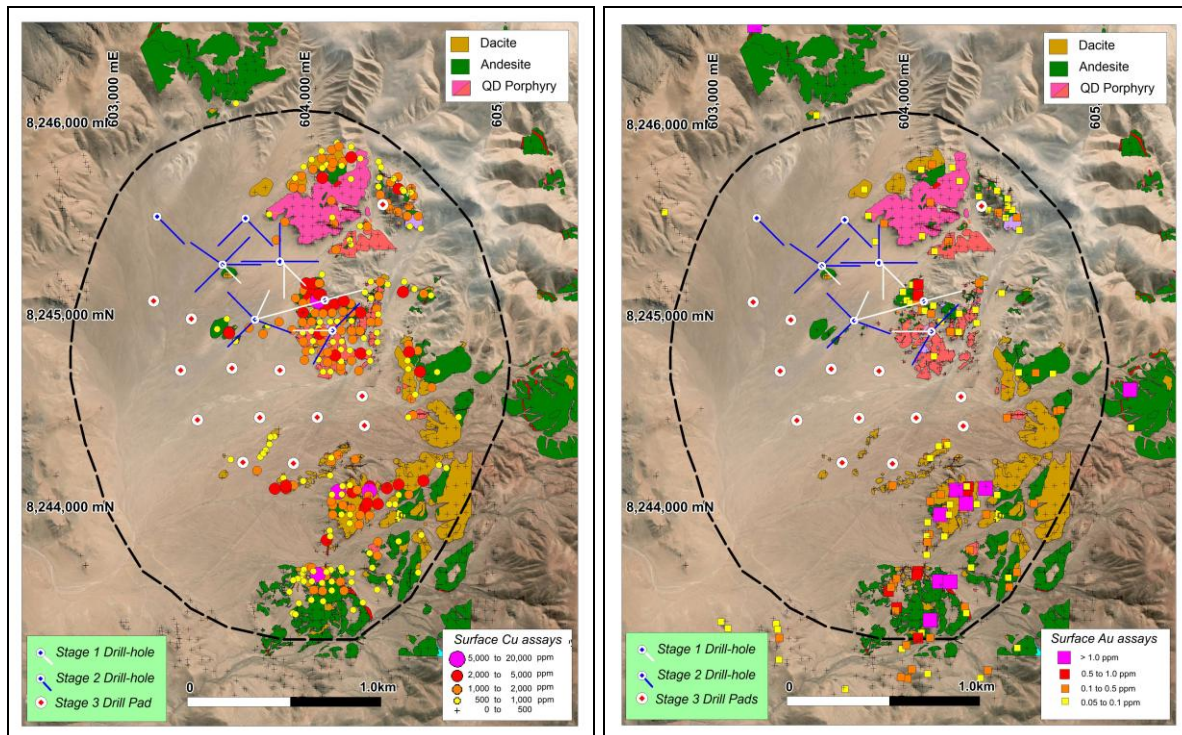 Dacite
Andesite
QD Porphyry
603,000 mE
604,000 mE
605,
8,246,000 mN
8,245,000 mN
8,244,000 mN
Stage 1 Drill-hole
Stage 2 Drill-hole
Stage 3 Drill Pad
0
1.0km
Surface Cu assays
5,000 to 20,000 ppm
2,000 to 5,000 ppm
1,000 to 2,000 ppm
500 to 1,000 ppm
0 to 500
Dacite
Andesite
QD Porphyry
603,000 mE
604,000 mE
605,
8,246,000 mN
8,245,000 mN
8,244,000 mN
Stage 1 Drill-hole
Stage 2 Drill-hole
Stage 3 Drill Pads
0
1.0km
Surface Au assays
> 1.0 ppm
0.5 to 1.0 ppm
0.1 to 0.5 ppm
0.05 to 0.1 ppm